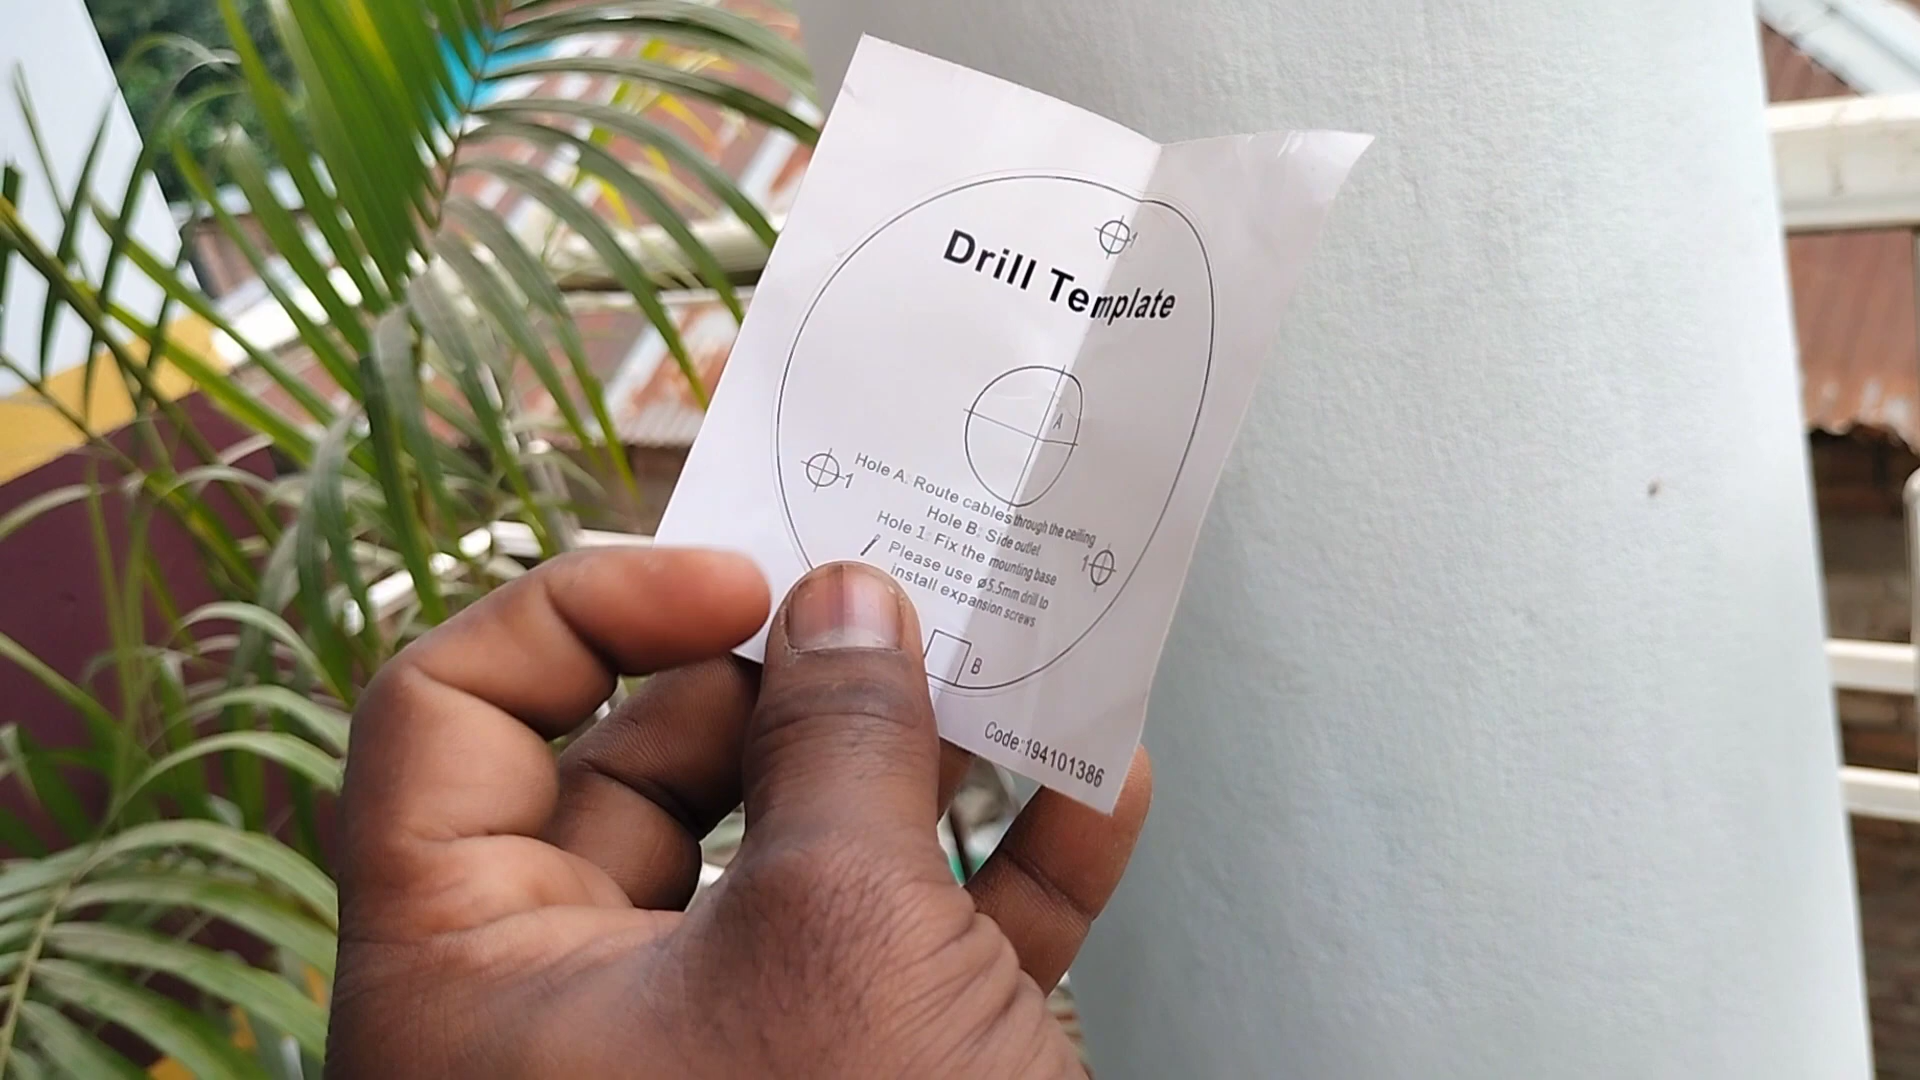 1
Drill Template
A
1
Hole A: Route cables through the ceiling
Hole B: Side outlet
Hole 1: Fix the mounting base
1
Please use ø5.5mm drill to
install expansion screws
B
Code:194101386